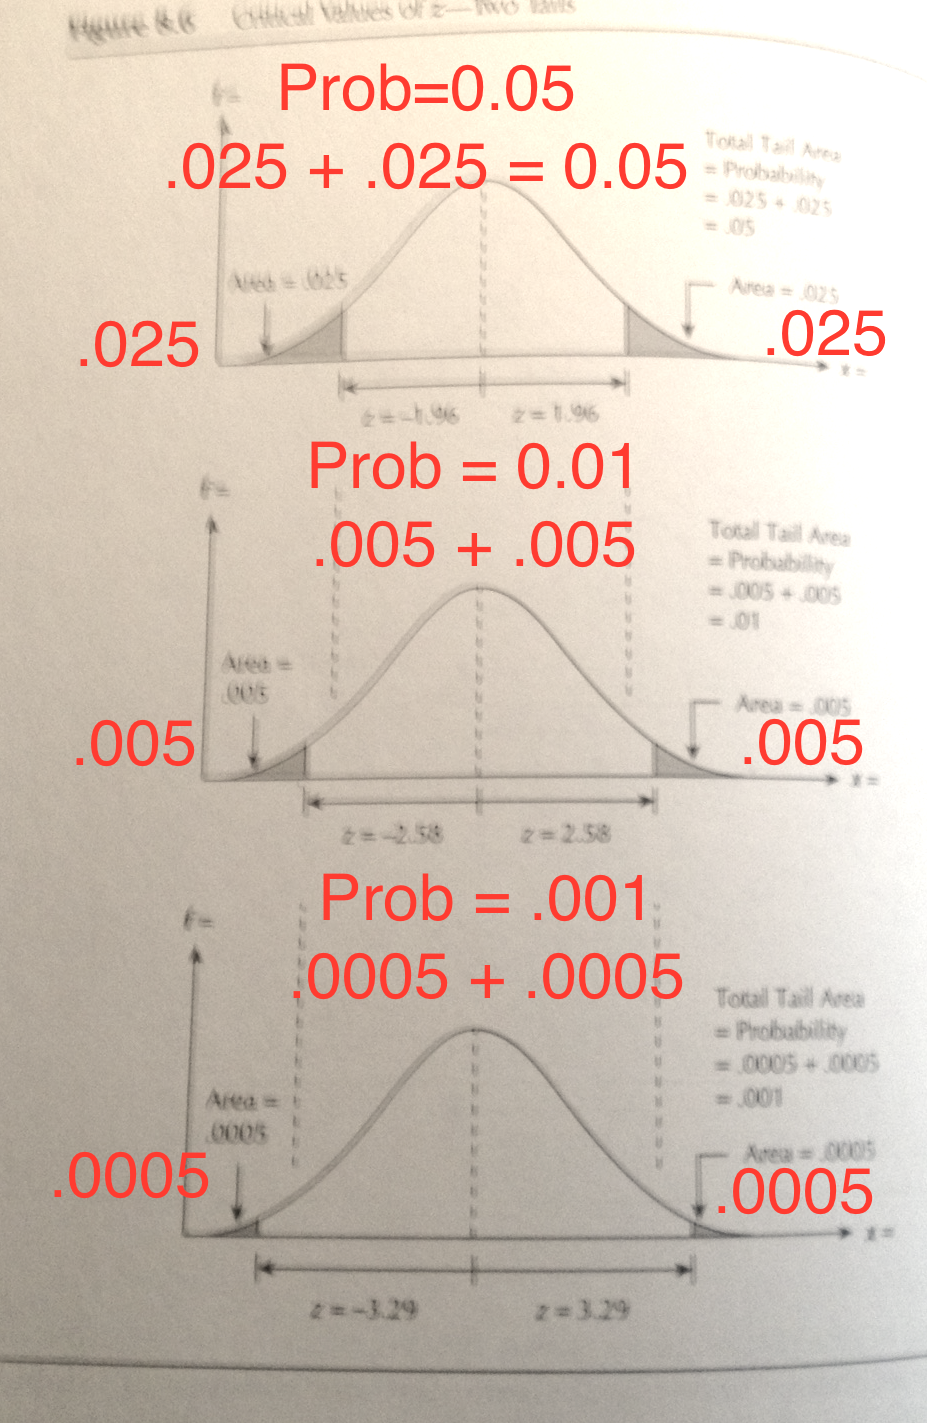 Figure 8.6 Critical Values of z—Two Tails
f =
Prob=0.05
.025 + .025 = 0.05
Total Tail Area
= Probability
= .025 + .025
= .05
Area = .025
Area = .025
.025
.025
x =
z = -1.96
z = 1.96
Prob = 0.01
f =
.005 + .005
Total Tail Area
= Probability
= .005 + .005
= .01
Area =
.005
Area = .005
.005
.005
x =
z = -2.58
z = 2.58
Prob = .001
f =
.0005 + .0005
Total Tail Area
= Probability
= .0005 + .0005
= .001
Area =
.0005
Area = .0005
.0005
.0005
x =
z = -3.29
z = 3.29